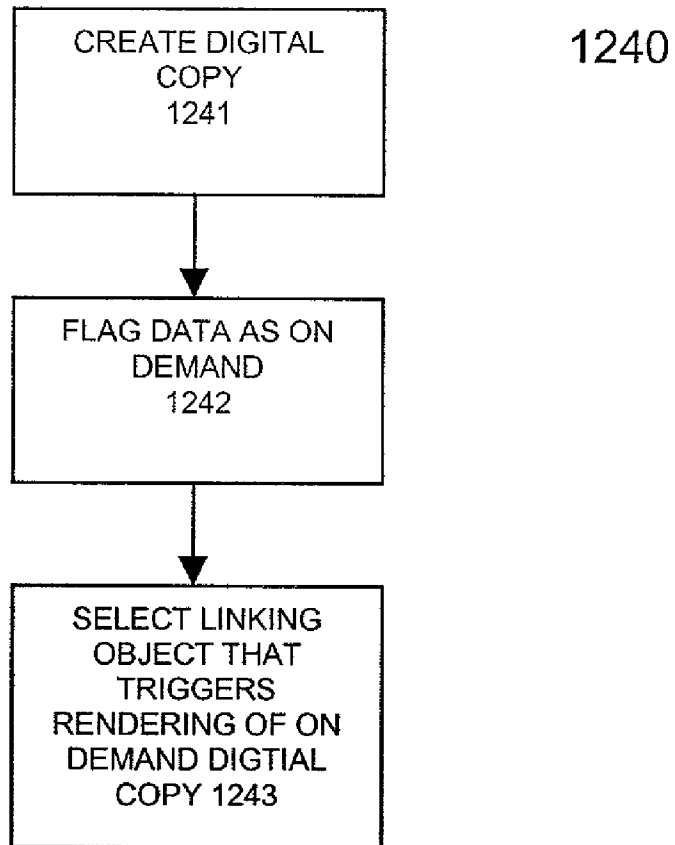 CREATE DIGITAL
COPY
1241
1240
FLAG DATA AS ON
DEMAND
1242
SELECT LINKING
OBJECT THAT
TRIGGERS
RENDERING OF ON
DEMAND DIGTIAL
COPY 1243